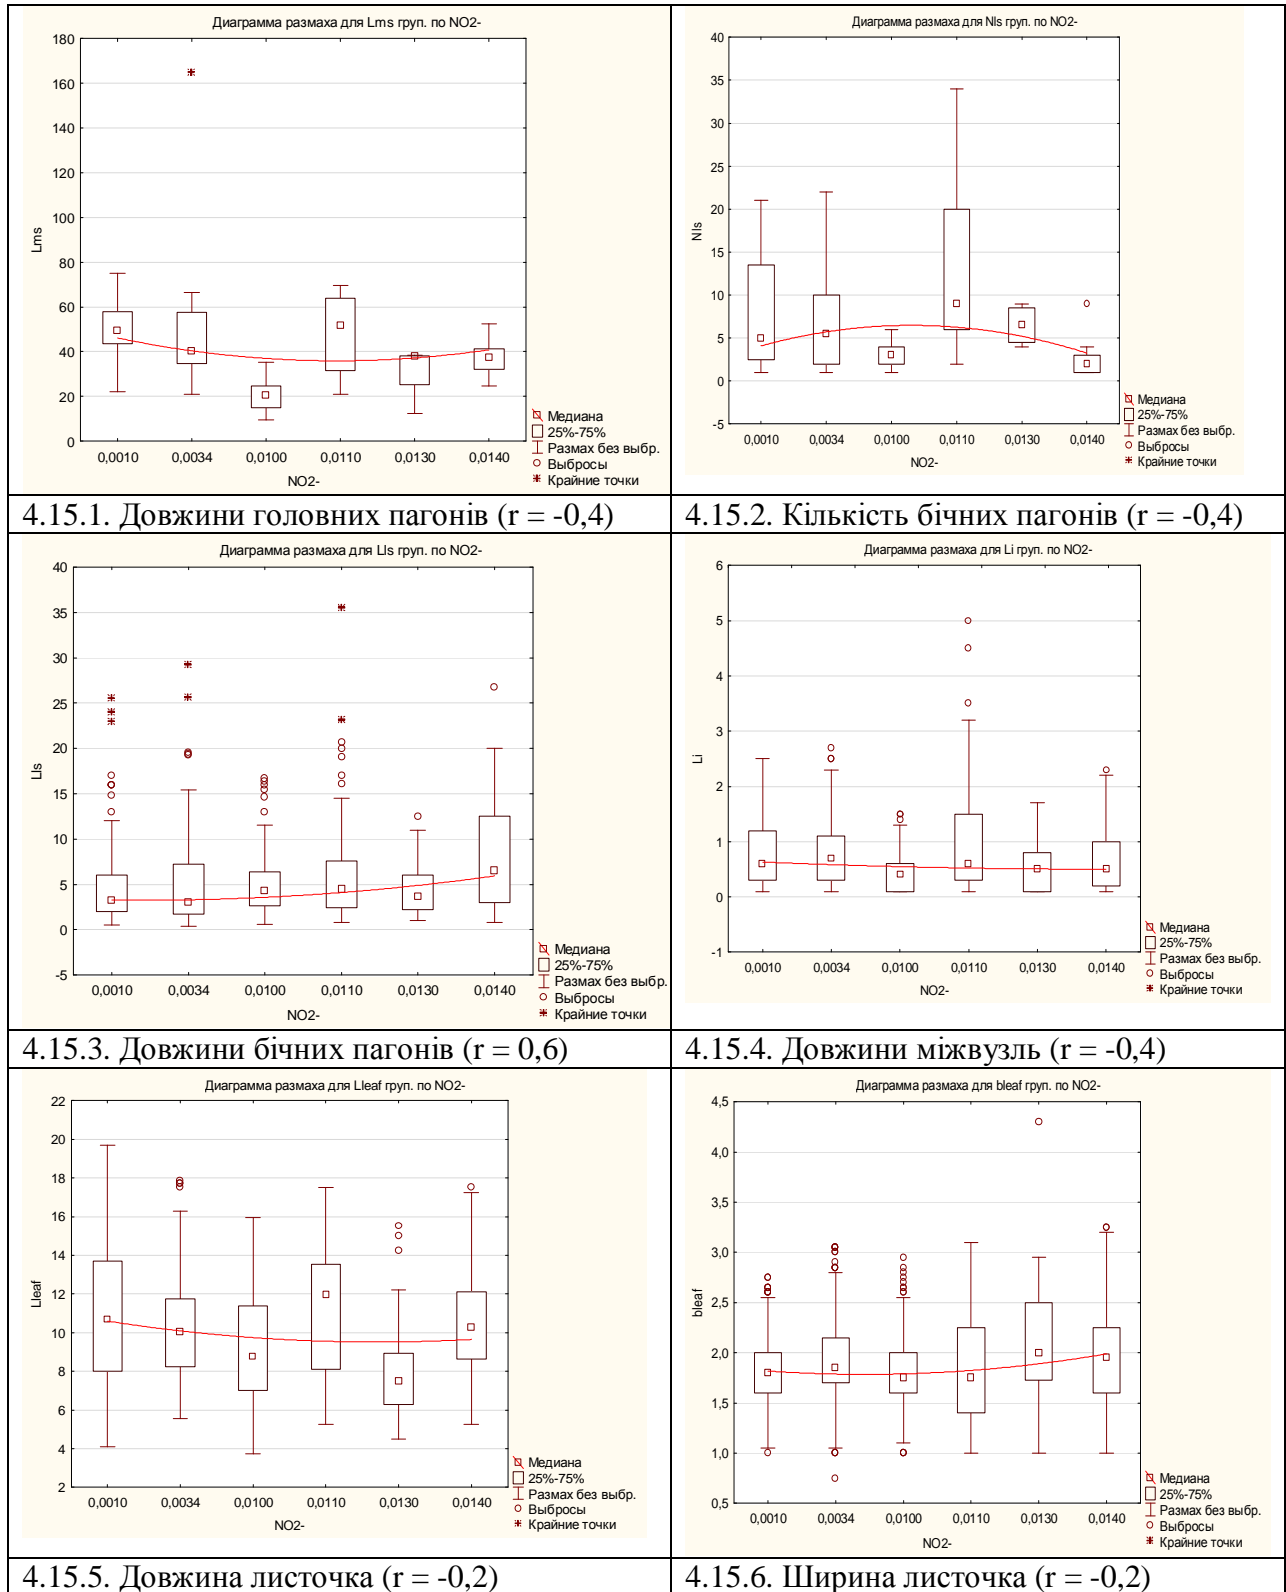 Диаграмма размаха для Lms груп. по NO2-
180
160
140
120
100
80
60
40
20
0
Lms
0,0010 0,0034 0,0100 0,0110 0,0130 0,0140
NO2-
Медиана
25%-75%
Размах без выбр.
Выбросы
Крайние точки
Диаграмма размаха для Nls груп. по NO2-
40
35
30
25
20
15
10
5
0
-5
Nls
0,0010 0,0034 0,0100 0,0110 0,0130 0,0140
NO2-
Медиана
25%-75%
Размах без выбр.
Выбросы
Крайние точки
4.15.1. Довжини головних пагонів (r = -0,4)
4.15.2. Кількість бічних пагонів (r = -0,4)
Диаграмма размаха для Lls груп. по NO2-
40
35
30
25
20
15
10
5
0
-5
Lls
0,0010 0,0034 0,0100 0,0110 0,0130 0,0140
NO2-
Медиана
25%-75%
Размах без выбр.
Выбросы
Крайние точки
Диаграмма размаха для Li груп. по NO2-
6
5
4
3
2
1
0
-1
Li
0,0010 0,0034 0,0100 0,0110 0,0130 0,0140
NO2-
Медиана
25%-75%
Размах без выбр.
Выбросы
Крайние точки
4.15.3. Довжини бічних пагонів (r = 0,6)
4.15.4. Довжини міжвузль (r = -0,4)
Диаграмма размаха для Lleaf груп. по NO2-
22
20
18
16
14
12
10
8
6
4
2
Lleaf
0,0010 0,0034 0,0100 0,0110 0,0130 0,0140
NO2-
Медиана
25%-75%
Размах без выбр.
Выбросы
Крайние точки
Диаграмма размаха для bleaf груп. по NO2-
4,5
4,0
3,5
3,0
2,5
2,0
1,5
1,0
0,5
bleaf
0,0010 0,0034 0,0100 0,0110 0,0130 0,0140
NO2-
Медиана
25%-75%
Размах без выбр.
Выбросы
Крайние точки
4.15.5. Довжина листочка (r = -0,2)
4.15.6. Ширина листочка (r = -0,2)